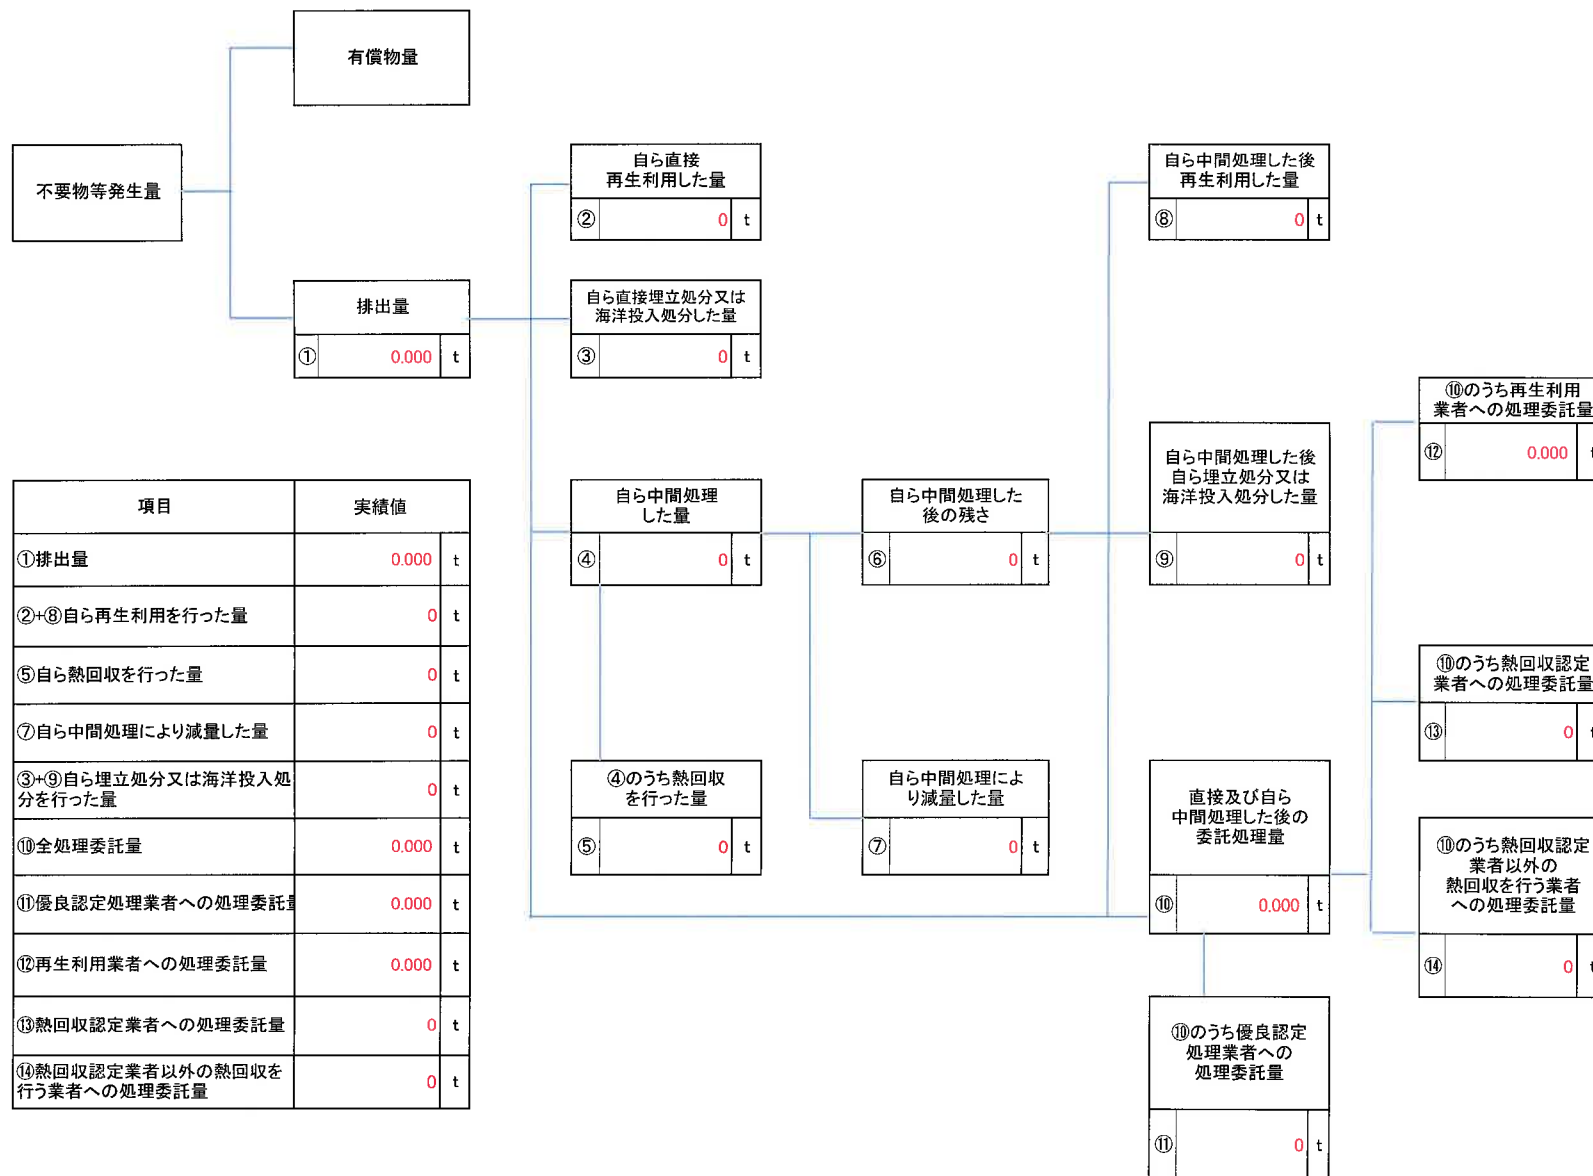 有償物量
不要物等発生量
排出量
① 0.000 t
自ら直接
再生利用した量
② 0 t
自ら直接埋立処分又は
海洋投入処分した量
③ 0 t
自ら中間処理
した量
④ 0 t
④のうち熱回収
を行った量
⑤ 0 t
自ら中間処理した
後の残さ
⑥ 0 t
自ら中間処理によ
り減量した量
⑦ 0 t
自ら中間処理した後
再生利用した量
⑧ 0 t
自ら中間処理した後
自ら埋立処分又は
海洋投入処分した量
⑨ 0 t
直接及び自ら
中間処理した後の
委託処理量
⑩ 0.000 t
⑩のうち優良認定
処理業者への
処理委託量
⑪ 0 t
⑩のうち再生利用
業者への処理委託量
⑫ 0.000 t
⑩のうち熱回収認定
業者への処理委託量
⑬ 0 t
⑩のうち熱回収認定
業者以外の
熱回収を行う業者
への処理委託量
⑭ 0 t
項目 実績値
①排出量 0.000 t
②+⑧自ら再生利用を行った量 0 t
⑤自ら熱回収を行った量 0 t
⑦自ら中間処理により減量した量 0 t
③+⑨自ら埋立処分又は海洋投入処
分を行った量 0 t
⑩全処理委託量 0.000 t
⑪優良認定処理業者への処理委託量 0.000 t
⑫再生利用業者への処理委託量 0.000 t
⑬熱回収認定業者への処理委託量 0 t
⑭熱回収認定業者以外の熱回収を
行う業者への処理委託量 0 t